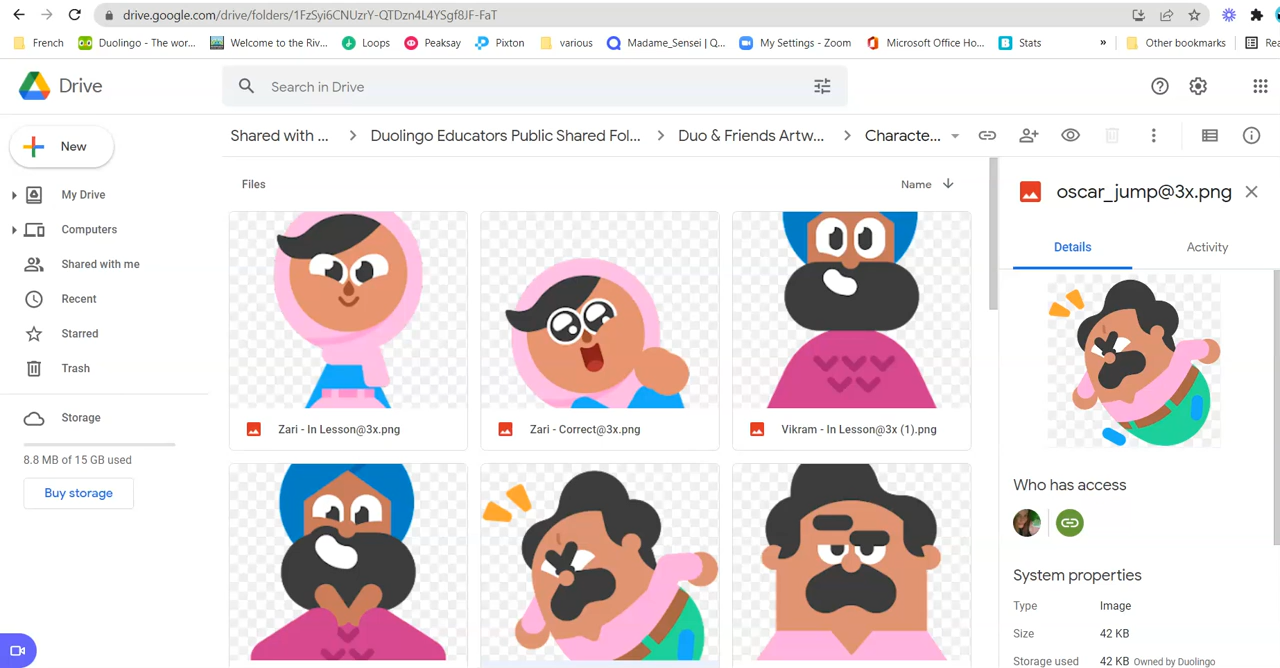 drive.google.com/drive/folders/1FzSyi6CNUzrY-QTDzn4L4YSgf8JF-FaT
French Duolingo - The wor... Welcome to the Riv... Loops Peaksay Pixton various Madame_Sensei | Q... My Settings - Zoom Microsoft Office Ho... Stats » Other bookmarks Rea
Drive Search in Drive
New Shared with ... Duolingo Educators Public Shared Fol... Duo & Friends Artw... Characte...
My Drive
Computers
Shared with me
Recent
Starred
Trash
Storage
8.8 MB of 15 GB used
Buy storage
Files Name
Zari - In Lesson@3x.png Zari - Correct@3x.png Vikram - In Lesson@3x (1).png
oscar_jump@3x.png
Details Activity
Who has access
System properties
Type Image
Size 42 KB
Storage used 42 KB Owned by Duolingo